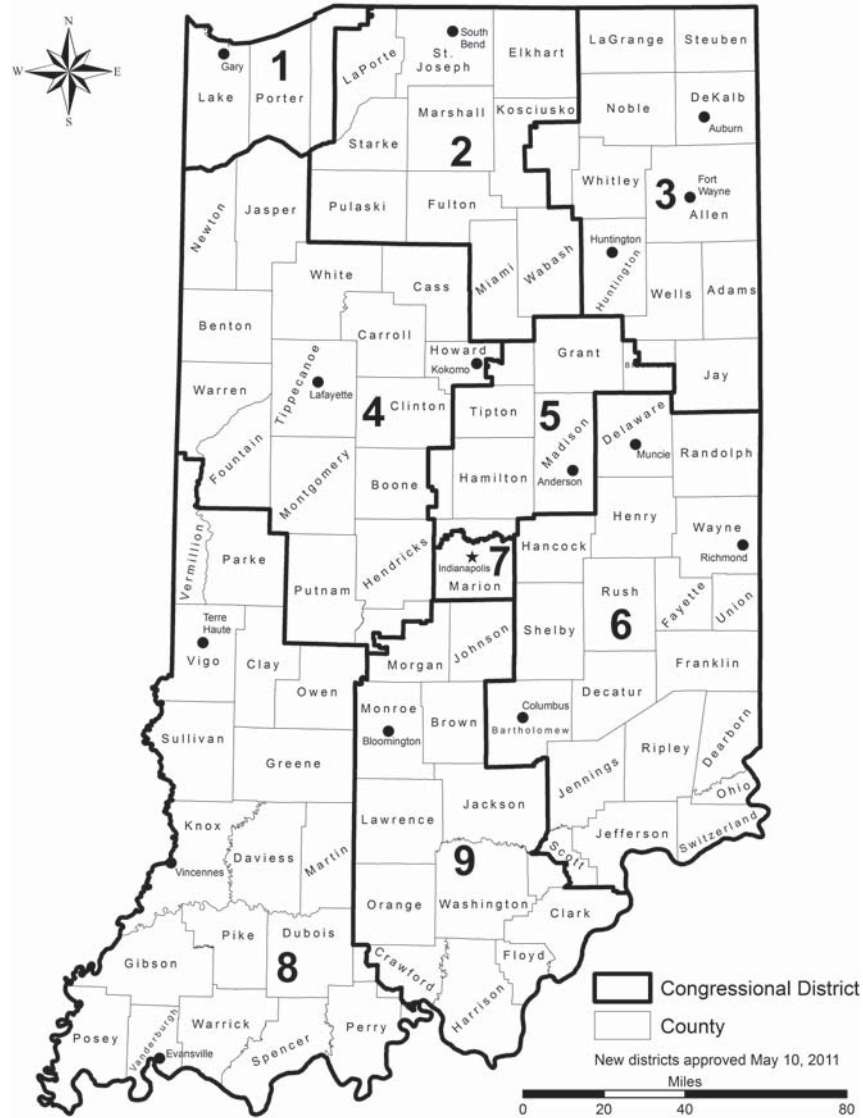 N
W E
S
Gary
1
Lake
Porter
LaPorte
South
Bend
St.
Joseph
Elkhart
LaGrange
Steuben
Noble
DeKalb
Auburn
Starke
Marshall
2
Kosciusko
Whitley
3
Fort
Wayne
Allen
Newton
Jasper
Pulaski
Fulton
Miami
Wabash
Huntington
Huntington
Wells
Adams
White
Cass
Benton
Carroll
Howard
Kokomo
Grant
Jay
Warren
Tippecanoe
Lafayette
4
Clinton
Tipton
5
Madison
Anderson
Delaware
Muncie
Randolph
Fountain
Montgomery
Boone
Hamilton
Henry
Wayne
Richmond
Vermillion
Parke
Putnam
Hendricks
7
Indianapolis
Marion
Hancock
Rush
6
Fayette
Union
Terre
Haute
Vigo
Clay
Owen
Morgan
Johnson
Shelby
Franklin
Decatur
Sullivan
Greene
Monroe
Bloomington
Brown
Columbus
Bartholomew
Jennings
Ripley
Dearborn
Ohio
Knox
Vincennes
Daviess
Martin
Lawrence
Jackson
Scott
Jefferson
Switzerland
9
Orange
Washington
Clark
Gibson
Pike
Dubois
8
Crawford
Harrison
Floyd
Posey
Vanderburgh
Evansville
Warrick
Spencer
Perry
Congressional District
County
New districts approved May 10, 2011
Miles
0 20 40 80